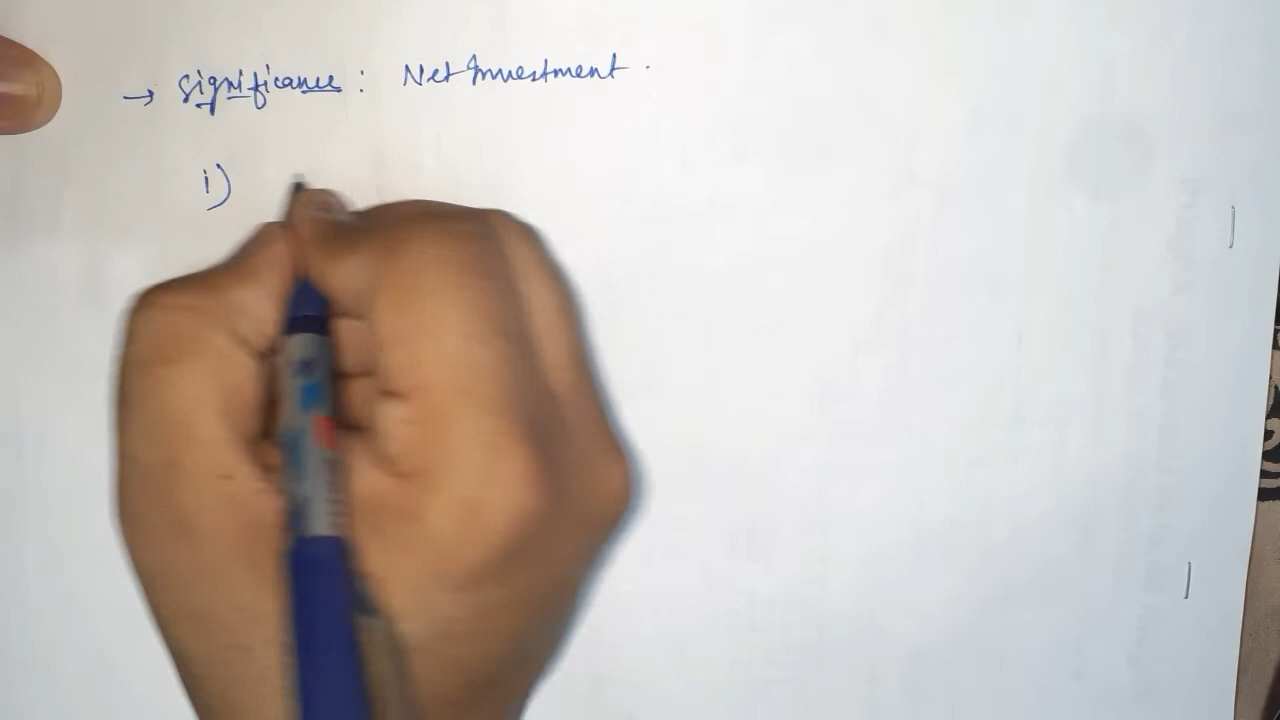 → Significance : Net Investment .
i)